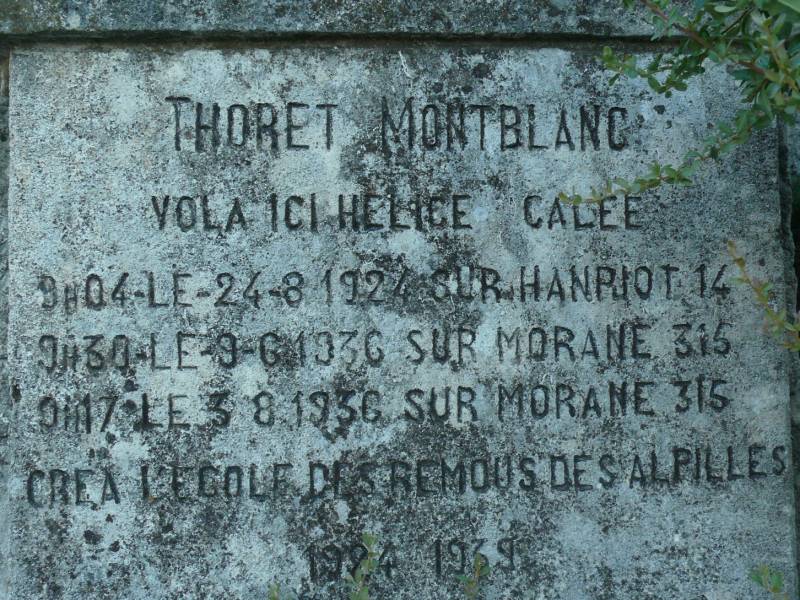 THORET MONTBLANC
VOLA ICI HELICE CALEE
9H04-LE-24-8 1924 SUR HANRIOT 14
9H30-LE-9-6 1936 SUR MORANE 315
9H17 LE 3 8 1936 SUR MORANE 315
CREA L'ECOLE DES REMOUS DES ALPILLES
1924 1939